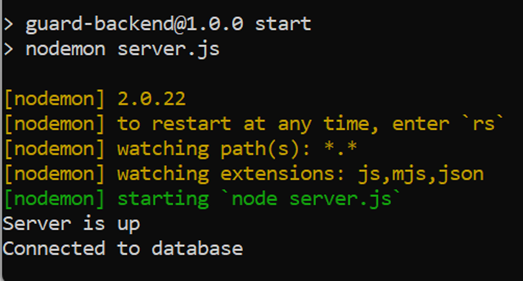 > guard-backend@1.0.0 start
> nodemon server.js
[nodemon] 2.0.22
[nodemon] to restart at any time, enter `rs`
[nodemon] watching path(s): *.*
[nodemon] watching extensions: js,mjs,json
[nodemon] starting `node server.js`
Server is up
Connected to database